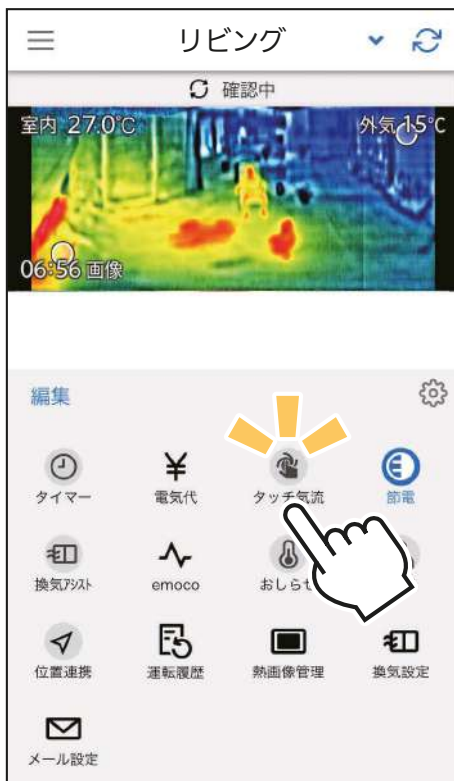 リビング
確認中
室内 27.0℃ 外気 15℃
06:56 画像
編集
タイマー 電気代 タッチ気流 節電
換気アシスト emoco おしらせ
位置連携 運転履歴 熱画像管理 換気設定
メール設定